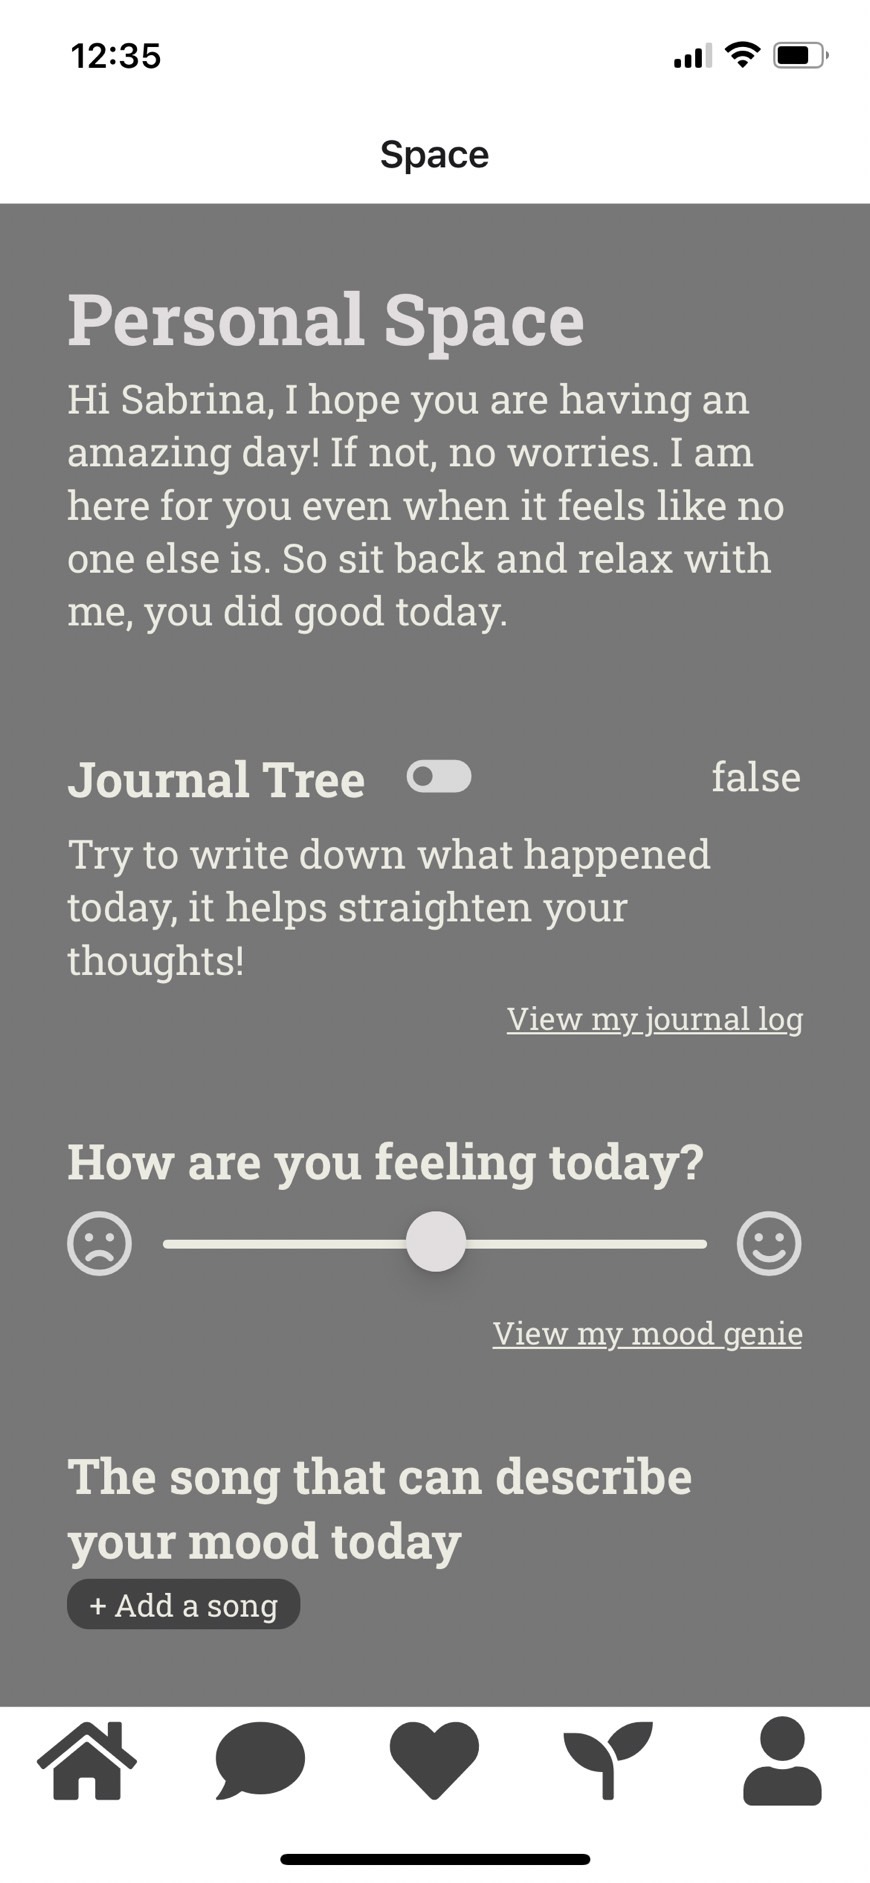 12:35
Space
Personal Space
Hi Sabrina, I hope you are having an
amazing day! If not, no worries. I am
here for you even when it feels like no
one else is. So sit back and relax with
me, you did good today.
Journal Tree
false
Try to write down what happened
today, it helps straighten your
thoughts!
View my journal log
How are you feeling today?
View my mood genie
The song that can describe
your mood today
+ Add a song